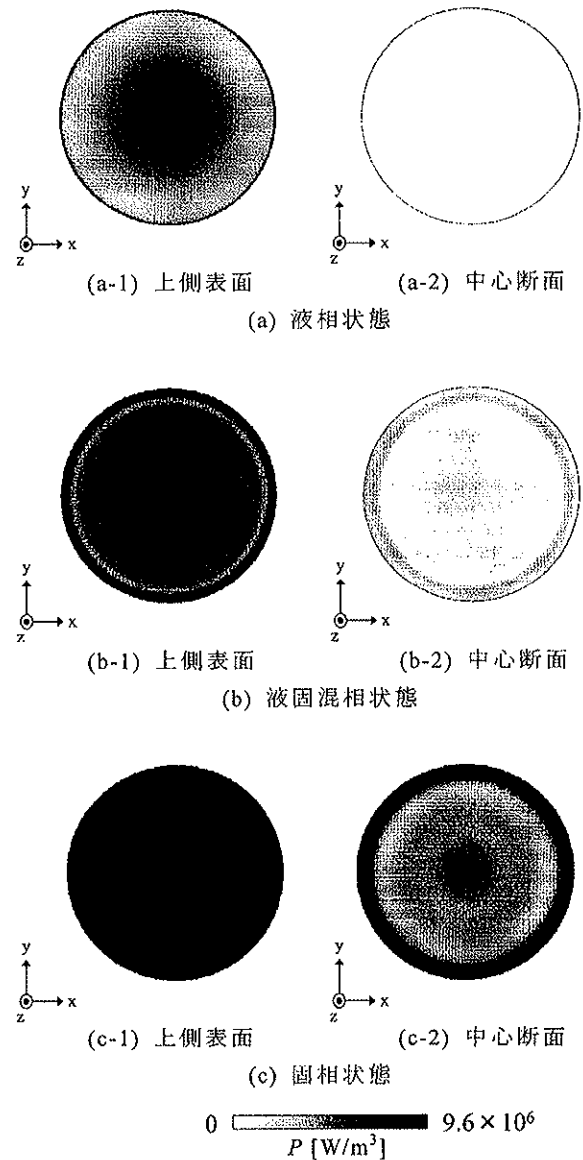 y y
z x z x
(a-1) 上側表面 (a-2) 中心断面
(a) 液相状態
y y
z x z x
(b-1) 上側表面 (b-2) 中心断面
(b) 液固混相状態
y y
z x z x
(c-1) 上側表面 (c-2) 中心断面
(c) 固相状態
0 9.6×10⁶
P [W/m³]